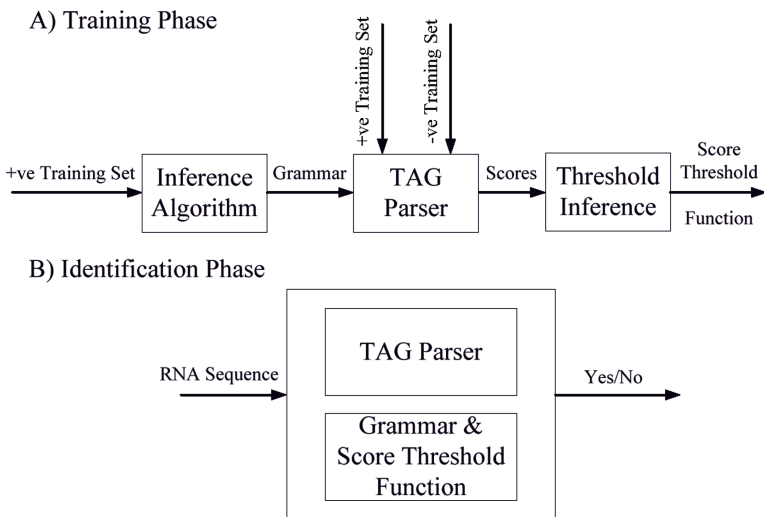 A) Training Phase
+ve Training Set
-ve Training Set
+ve Training Set
Inference
Algorithm
Grammar
TAG
Parser
Scores
Threshold
Inference
Score
Threshold
Function
B) Identification Phase
RNA Sequence
TAG Parser
Grammar &
Score Threshold
Function
Yes/No